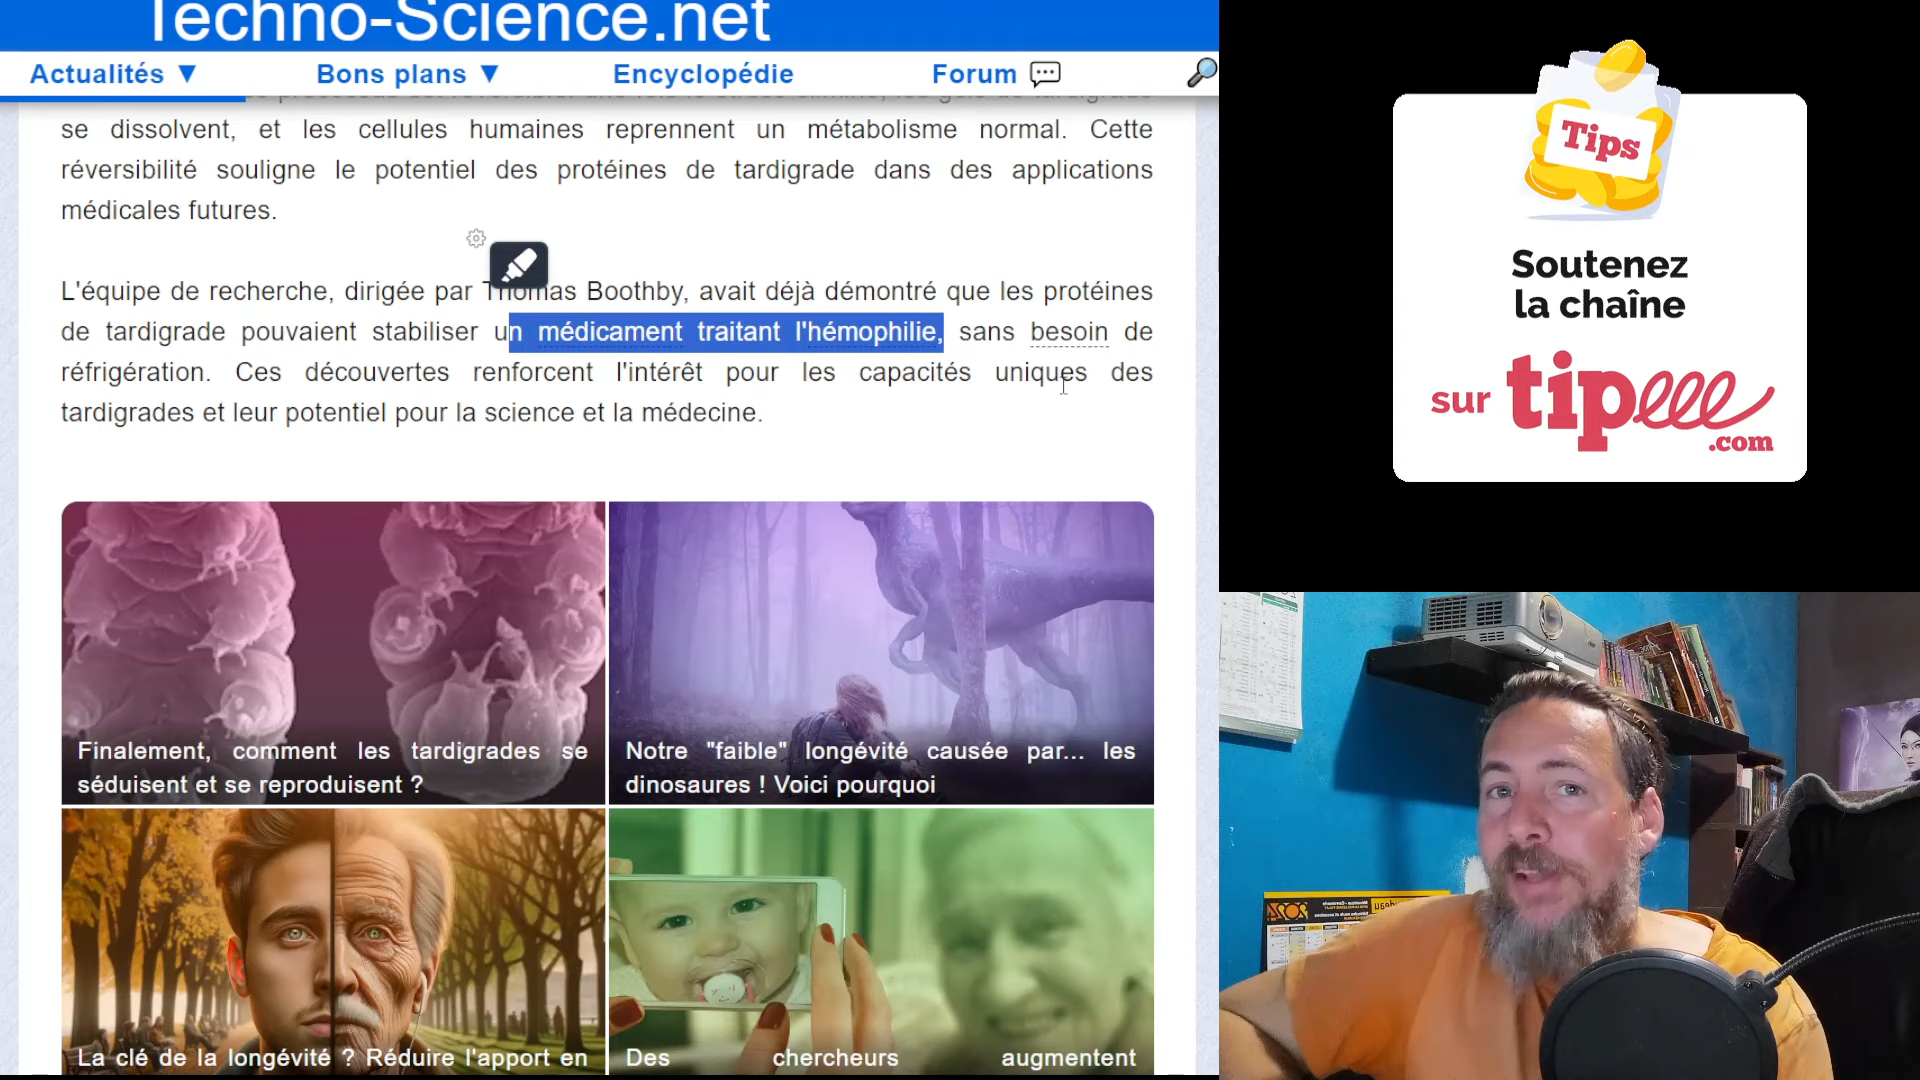 Techno-Science.net
Actualités ▼ Bons plans ▼ Encyclopédie Forum
se dissolvent, et les cellules humaines reprennent un métabolisme normal. Cette
réversibilité souligne le potentiel des protéines de tardigrade dans des applications
médicales futures.
L'équipe de recherche, dirigée par Thomas Boothby, avait déjà démontré que les protéines
de tardigrade pouvaient stabiliser un médicament traitant l'hémophilie, sans besoin de
réfrigération. Ces découvertes renforcent l'intérêt pour les capacités uniques des
tardigrades et leur potentiel pour la science et la médecine.
Finalement, comment les tardigrades se
séduisent et se reproduisent ?
Notre "faible" longévité causée par... les
dinosaures ! Voici pourquoi
La clé de la longévité ? Réduire l'apport en
Des chercheurs augmentent
Tips
Soutenez
la chaîne
sur tipeee
.com